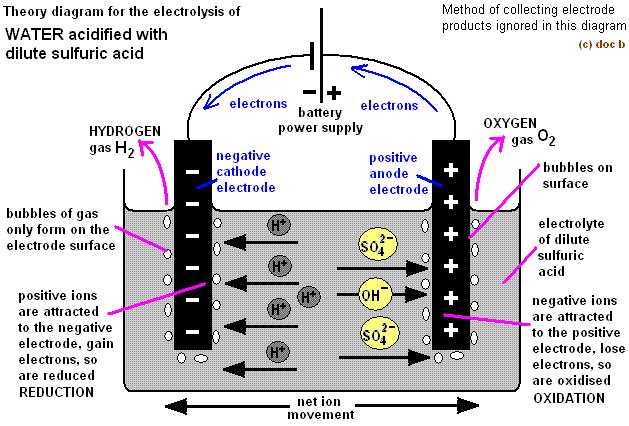 Theory diagram for the electrolysis of
WATER acidified with
dilute sulfuric acid
Method of collecting electrode
products ignored in this diagram
(c) doc b
electrons
− +
electrons
battery
power supply
HYDROGEN
gas H₂
OXYGEN
gas O₂
negative
cathode
electrode
positive
anode
electrode
bubbles on
surface
bubbles of gas
only form on the
electrode surface
electrolyte
of dilute
sulfuric
acid
positive ions
are attracted
to the negative
electrode, gain
electrons, so
are reduced
REDUCTION
−
−
−
−
−
−
H⁺
H⁺
H⁺
H⁺
H⁺
SO₄²⁻
OH⁻
SO₄²⁻
+
+
+
+
+
+
negative ions
are attracted
to the positive
electrode, lose
electrons, so
are oxidised
OXIDATION
net ion
movement